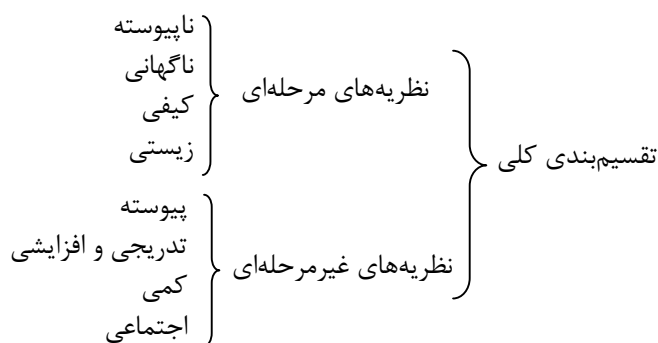 تقسیم‌بندی کلی
نظریه‌های مرحله‌ای
ناپیوسته
ناگهانی
کیفی
زیستی
نظریه‌های غیرمرحله‌ای
پیوسته
تدریجی و افزایشی
کمی
اجتماعی